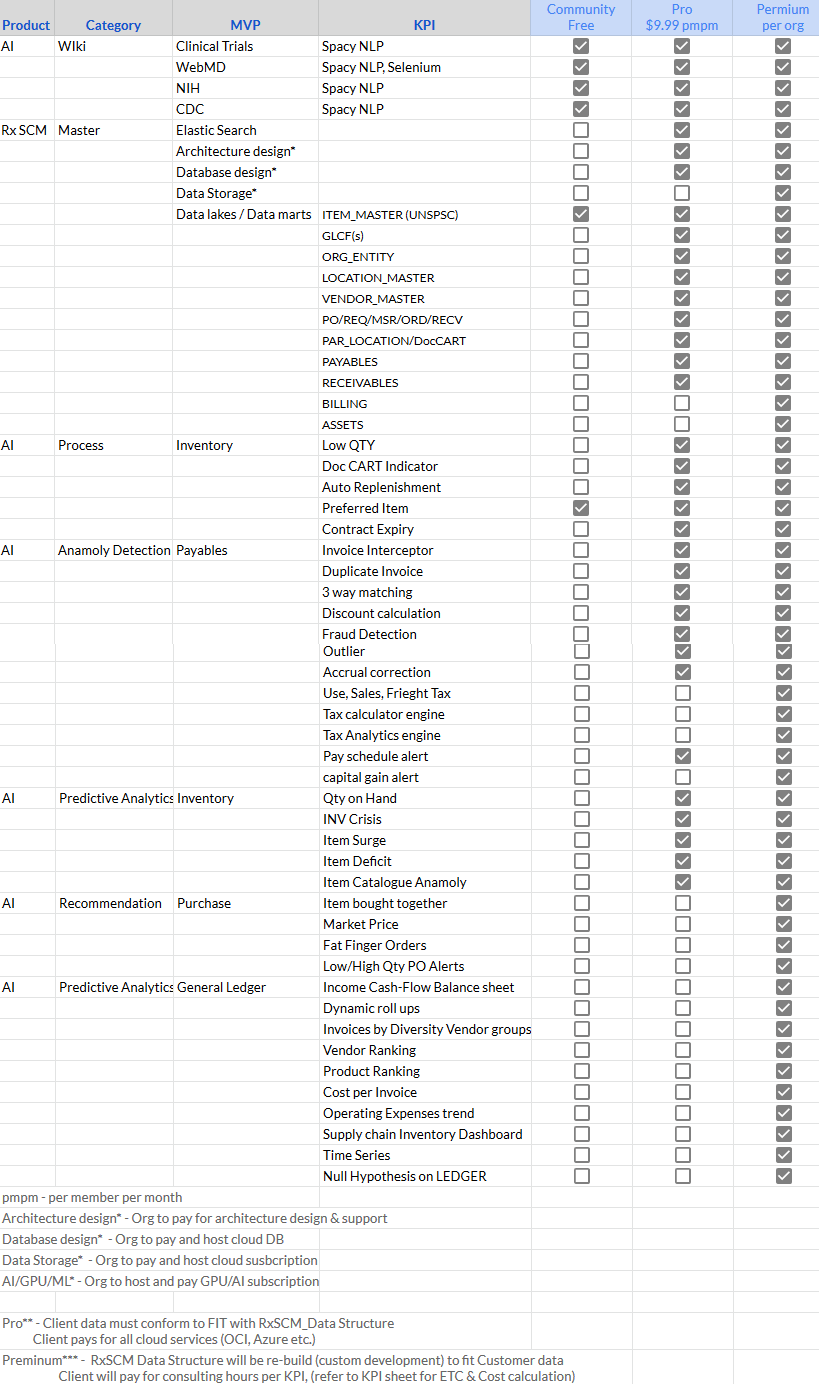 Product Category MVP KPI Community Free Pro $9.99 pmpm Permium per org
AI WIki Clinical Trials Spacy NLP
WebMD Spacy NLP, Selenium
NIH Spacy NLP
CDC Spacy NLP
Rx SCM Master Elastic Search
Architecture design*
Database design*
Data Storage*
Data lakes / Data marts ITEM_MASTER (UNSPSC)
GLCF(s)
ORG_ENTITY
LOCATION_MASTER
VENDOR_MASTER
PO/REQ/MSR/ORD/RECV
PAR_LOCATION/DocCART
PAYABLES
RECEIVABLES
BILLING
ASSETS
AI Process Inventory Low QTY
Doc CART Indicator
Auto Replenishment
Preferred Item
Contract Expiry
AI Anamoly Detection Payables Invoice Interceptor
Duplicate Invoice
3 way matching
Discount calculation
Fraud Detection
Outlier
Accrual correction
Use, Sales, Frieght Tax
Tax calculator engine
Tax Analytics engine
Pay schedule alert
capital gain alert
AI Predictive Analytics Inventory Qty on Hand
INV Crisis
Item Surge
Item Deficit
Item Catalogue Anamoly
AI Recommendation Purchase Item bought together
Market Price
Fat Finger Orders
Low/High Qty PO Alerts
AI Predictive Analytics General Ledger Income Cash-Flow Balance sheet
Dynamic roll ups
Invoices by Diversity Vendor groups
Vendor Ranking
Product Ranking
Cost per Invoice
Operating Expenses trend
Supply chain Inventory Dashboard
Time Series
Null Hypothesis on LEDGER
pmpm - per member per month
Architecture design* - Org to pay for architecture design & support
Database design* - Org to pay and host cloud DB
Data Storage* - Org to pay and host cloud susbcription
AI/GPU/ML* - Org to host and pay GPU/AI subscription
Pro** - Client data must conform to FIT with RxSCM_Data Structure
Client pays for all cloud services (OCI, Azure etc.)
Preminum*** - RxSCM Data Structure will be re-build (custom development) to fit Customer data
Client will pay for consulting hours per KPI, (refer to KPI sheet for ETC & Cost calculation)